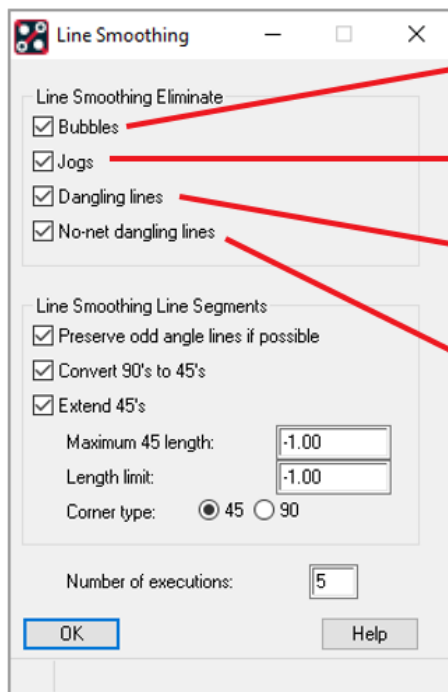 Line Smoothing
Line Smoothing Eliminate
Bubbles
Jogs
Dangling lines
No-net dangling lines
Line Smoothing Line Segments
Preserve odd angle lines if possible
Convert 90's to 45's
Extend 45's
Maximum 45 length: -1.00
Length limit: -1.00
Corner type: 45 90
Number of executions: 5
OK Help